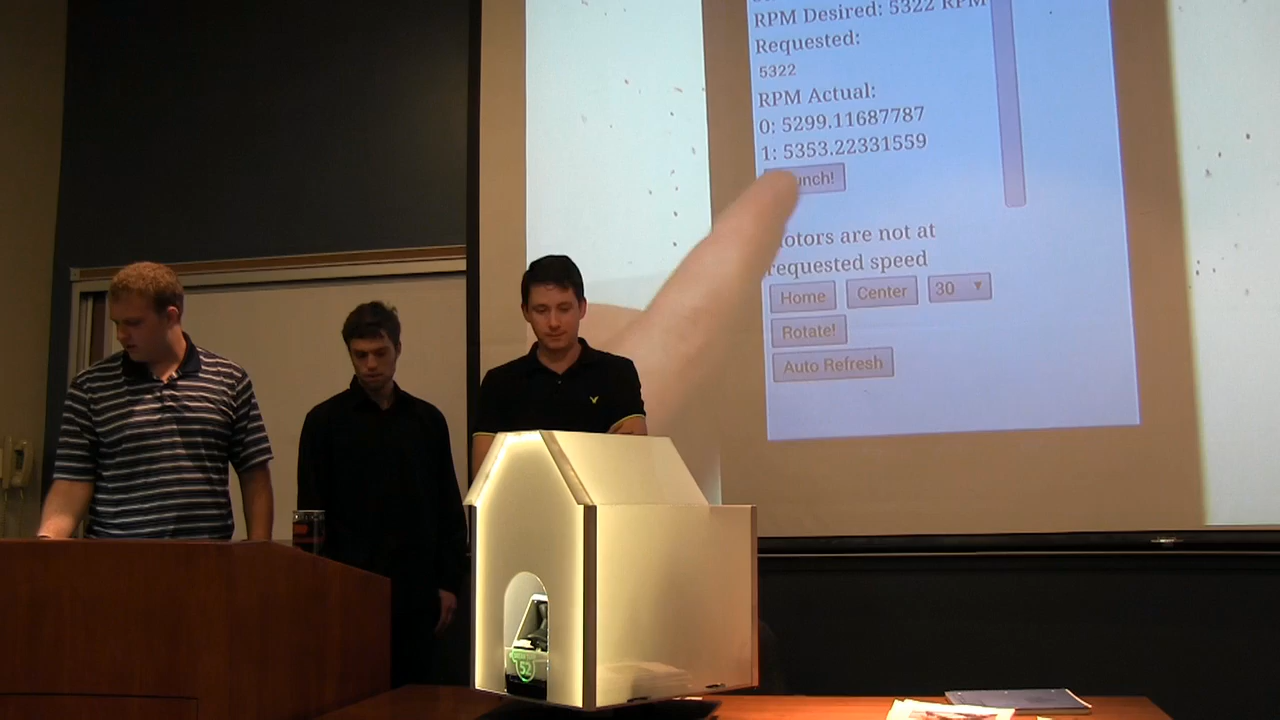 RPM Desired: 5322 RPM
Requested:
5322
RPM Actual:
0: 5299.11687787
1: 5353.22331559
unch!
otors are not at
requested speed
Home Center 30
Rotate!
Auto Refresh
52